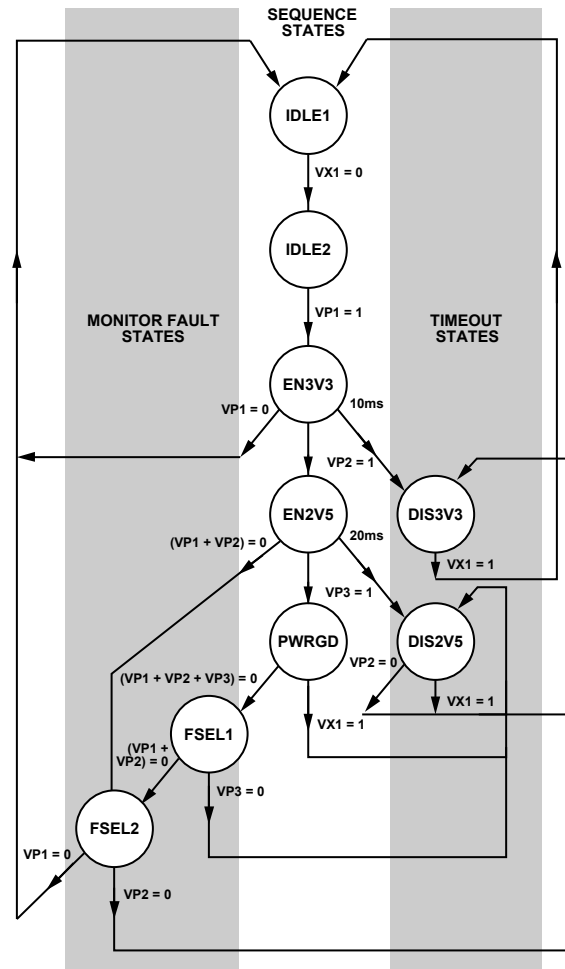 SEQUENCE
STATES
IDLE1
VX1 = 0
IDLE2
MONITOR FAULT
STATES
VP1 = 1
TIMEOUT
STATES
EN3V3
VP1 = 0
10ms
VP2 = 1
EN2V5
DIS3V3
(VP1 + VP2) = 0
20ms
VX1 = 1
VP3 = 1
PWRGD
DIS2V5
VP2 = 0
(VP1 + VP2 + VP3) = 0
VX1 = 1
VX1 = 1
FSEL1
(VP1 +
VP2) = 0
VP3 = 0
FSEL2
VP1 = 0
VP2 = 0